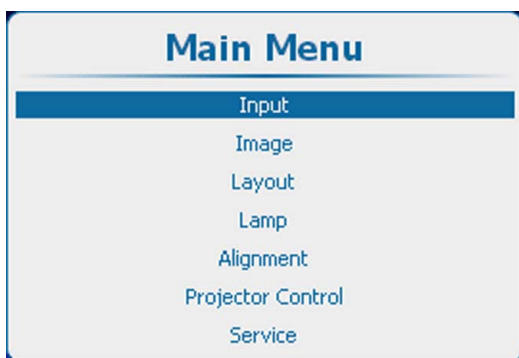 Main Menu
Input
Image
Layout
Lamp
Alignment
Projector Control
Service